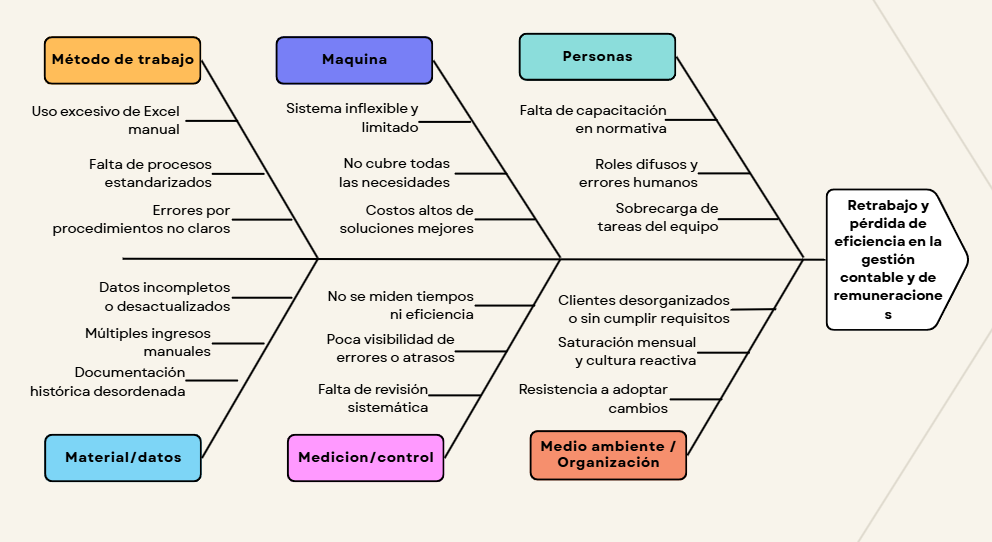 Método de trabajo
Uso excesivo de Excel
manual
Falta de procesos
estandarizados
Errores por
procedimientos no claros
Maquina
Sistema inflexible y
limitado
No cubre todas
las necesidades
Costos altos de
soluciones mejores
Personas
Falta de capacitación
en normativa
Roles difusos y
errores humanos
Sobrecarga de
tareas del equipo
Retrabajo y
pérdida de
eficiencia en la
gestión
contable y de
remuneracione
s
Datos incompletos
o desactualizados
Múltiples ingresos
manuales
Documentación
histórica desordenada
Material/datos
No se miden tiempos
ni eficiencia
Poca visibilidad de
errores o atrasos
Falta de revisión
sistemática
Medicion/control
Clientes desorganizados
o sin cumplir requisitos
Saturación mensual
y cultura reactiva
Resistencia a adoptar
cambios
Medio ambiente /
Organización